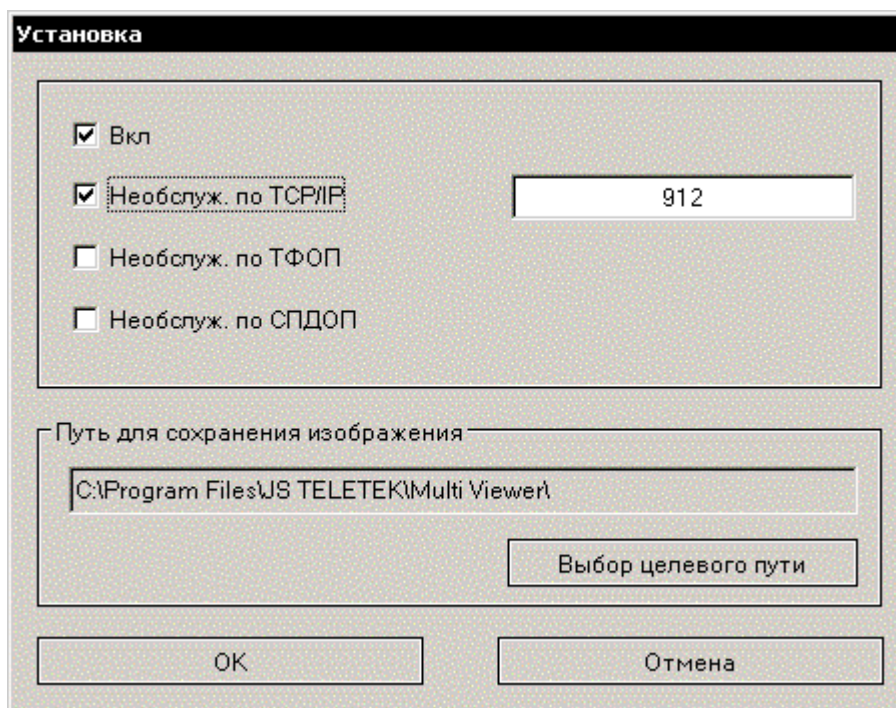 Установка
Вкл
Необслуж. по TCP/IP
912
Необслуж. по ТФОП
Необслуж. по СПДОП
Путь для сохранения изображения
C:\Program Files\JS TELETEK\Multi Viewer\
Выбор целевого пути
OK
Отмена